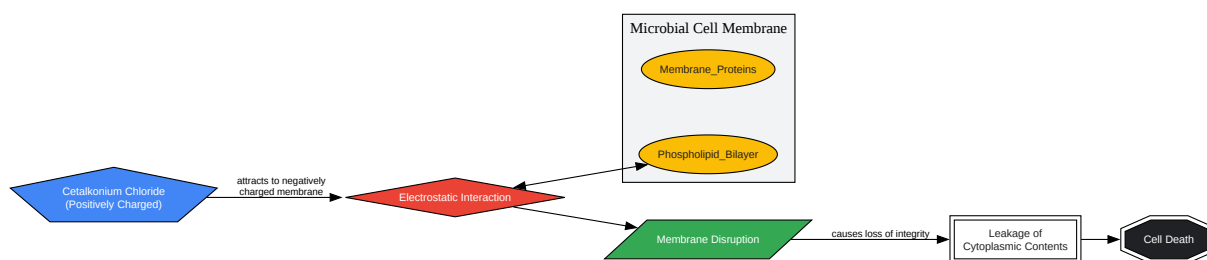 Microbial Cell Membrane
Membrane_Proteins
Phospholipid_Bilayer
Cetalkonium Chloride
(Positively Charged)
attracts to negatively
charged membrane
Electrostatic Interaction
Membrane Disruption
causes loss of integrity
Leakage of
Cytoplasmic Contents
Cell Death